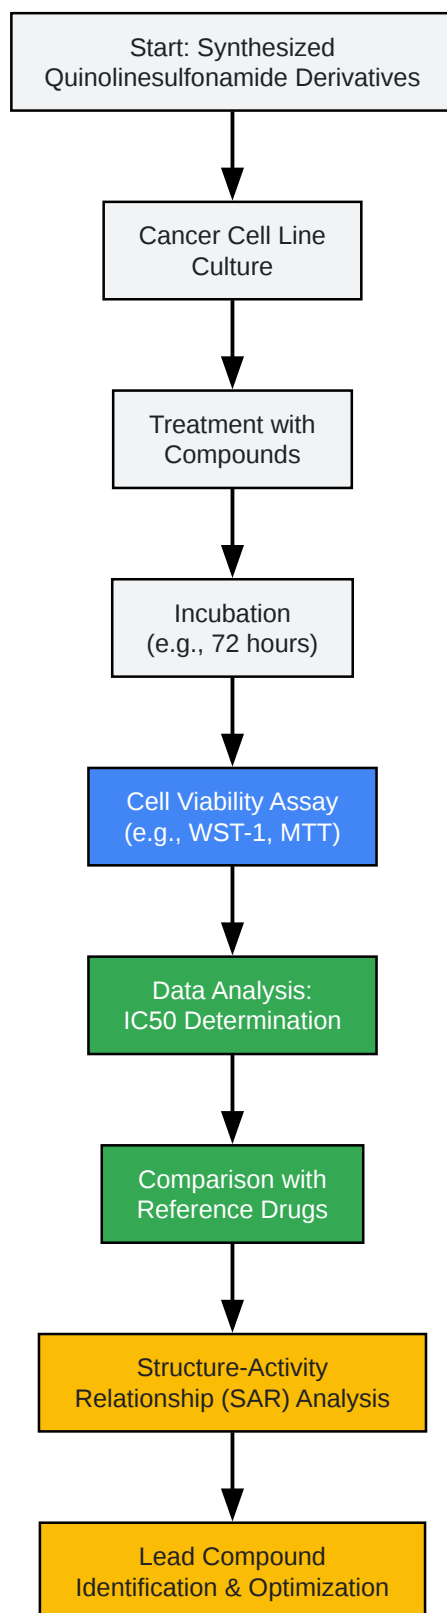 Start: Synthesized
Quinolinesulfonamide Derivatives
Cancer Cell Line
Culture
Treatment with
Compounds
Incubation
(e.g., 72 hours)
Cell Viability Assay
(e.g., WST-1, MTT)
Data Analysis:
IC50 Determination
Comparison with
Reference Drugs
Structure-Activity
Relationship (SAR) Analysis
Lead Compound
Identification & Optimization